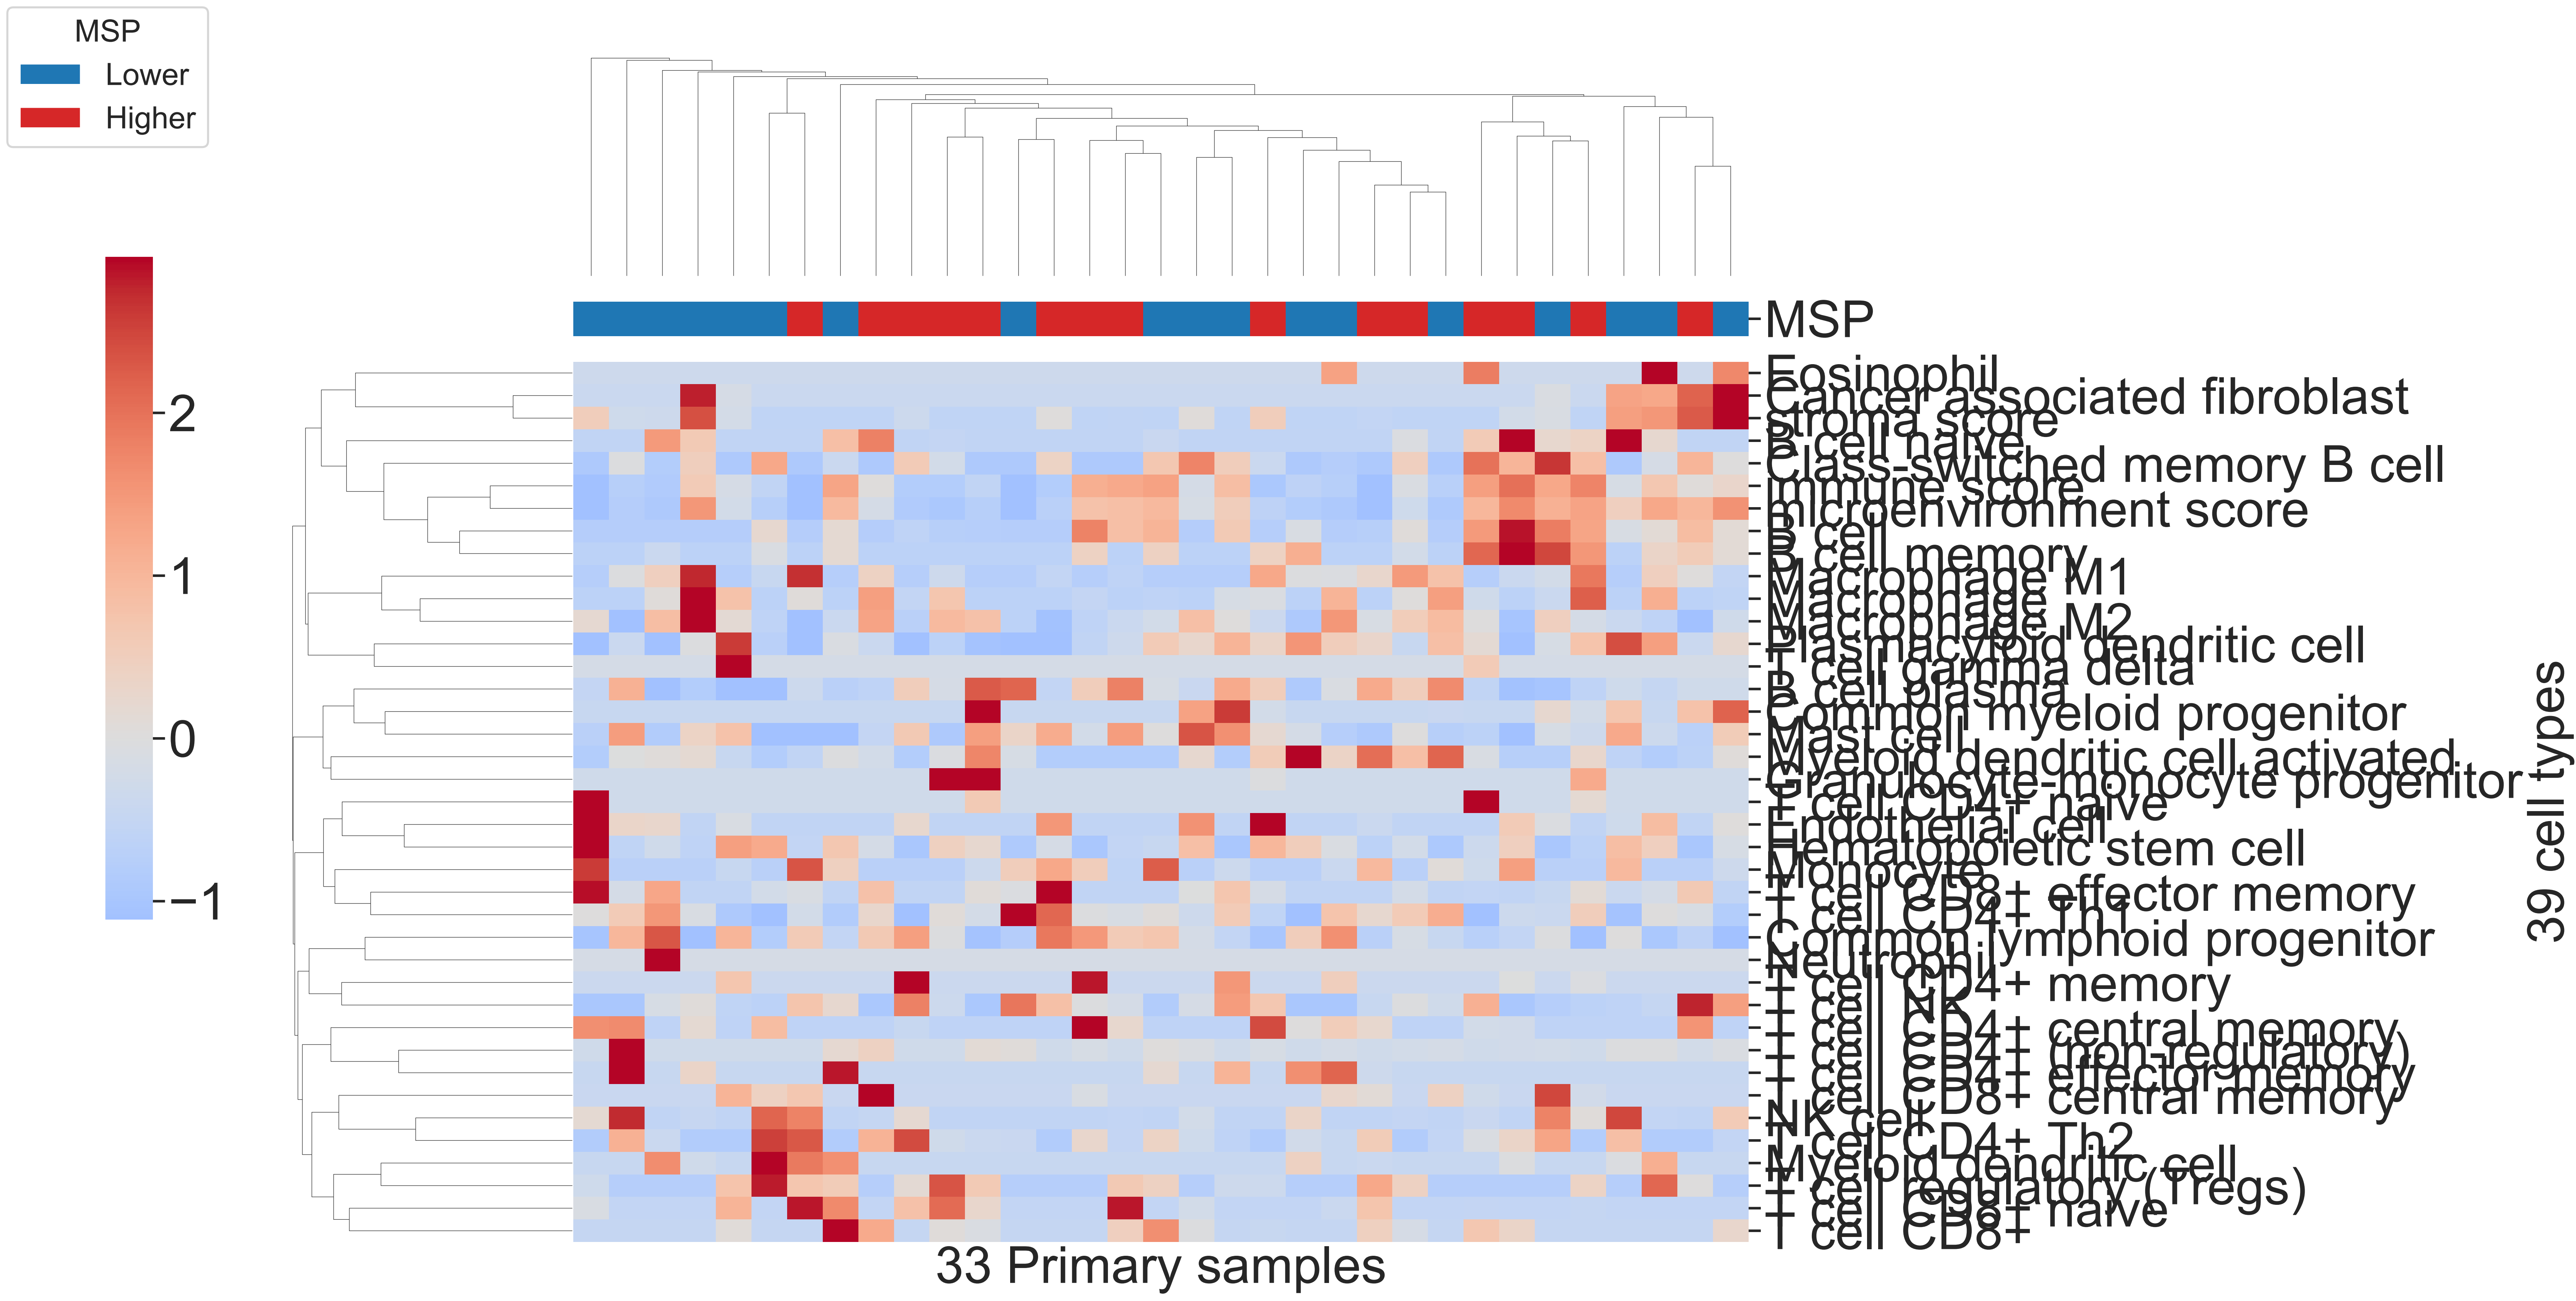 MSP
Lower
Higher
2
1
0
−1
MSP
Eosinophil
Cancer associated fibroblast
stroma score
B cell naive
Class-switched memory B cell
immune score
microenvironment score
B cell
B cell memory
Macrophage M1
Macrophage
Macrophage M2
Plasmacytoid dendritic cell
T cell gamma delta
B cell plasma
Common myeloid progenitor
Mast cell
Myeloid dendritic cell activated
Granulocyte-monocyte progenitor
T cell CD4+ naive
Endothelial cell
Hematopoietic stem cell
Monocyte
T cell CD8+ effector memory
T cell CD4+ Th1
Common lymphoid progenitor
Neutrophil
T cell CD4+ memory
T cell NK
T cell CD4+ central memory
T cell CD4+ (non-regulatory)
T cell CD4+ effector memory
T cell CD8+ central memory
NK cell
T cell CD4+ Th2
Myeloid dendritic cell
T cell regulatory (Tregs)
T cell CD8+ naive
T cell CD8+
39 cell types
33 Primary samples